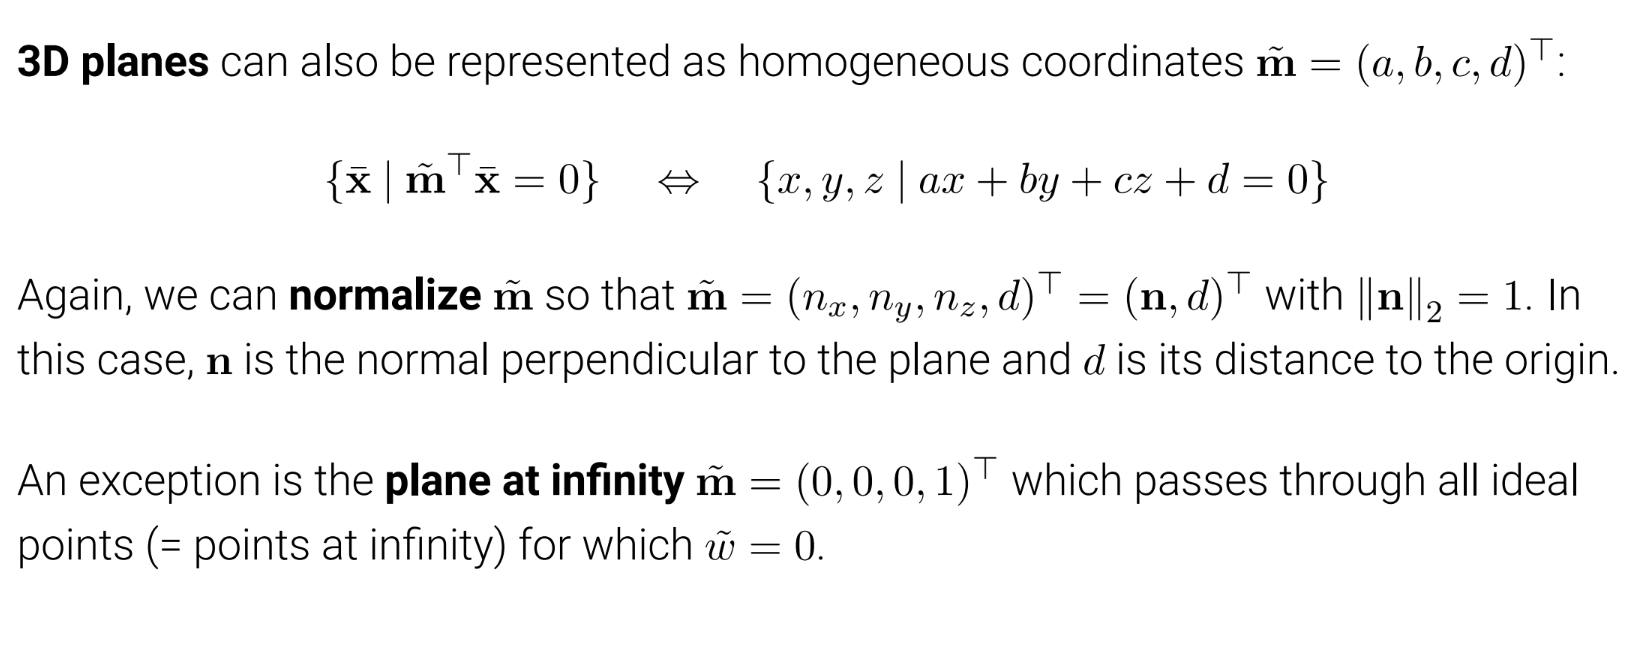 3D planes can also be represented as homogeneous coordinates m̃ = (a, b, c, d)⊤:
{x̄ | m̃⊤x̄ = 0} ⇔ {x, y, z | ax + by + cz + d = 0}
Again, we can normalize m̃ so that m̃ = (nₓ, n_y, n_z, d)⊤ = (n, d)⊤ with ‖n‖₂ = 1. In
this case, n is the normal perpendicular to the plane and d is its distance to the origin.
An exception is the plane at infinity m̃ = (0, 0, 0, 1)⊤ which passes through all ideal
points (= points at infinity) for which w̃ = 0.